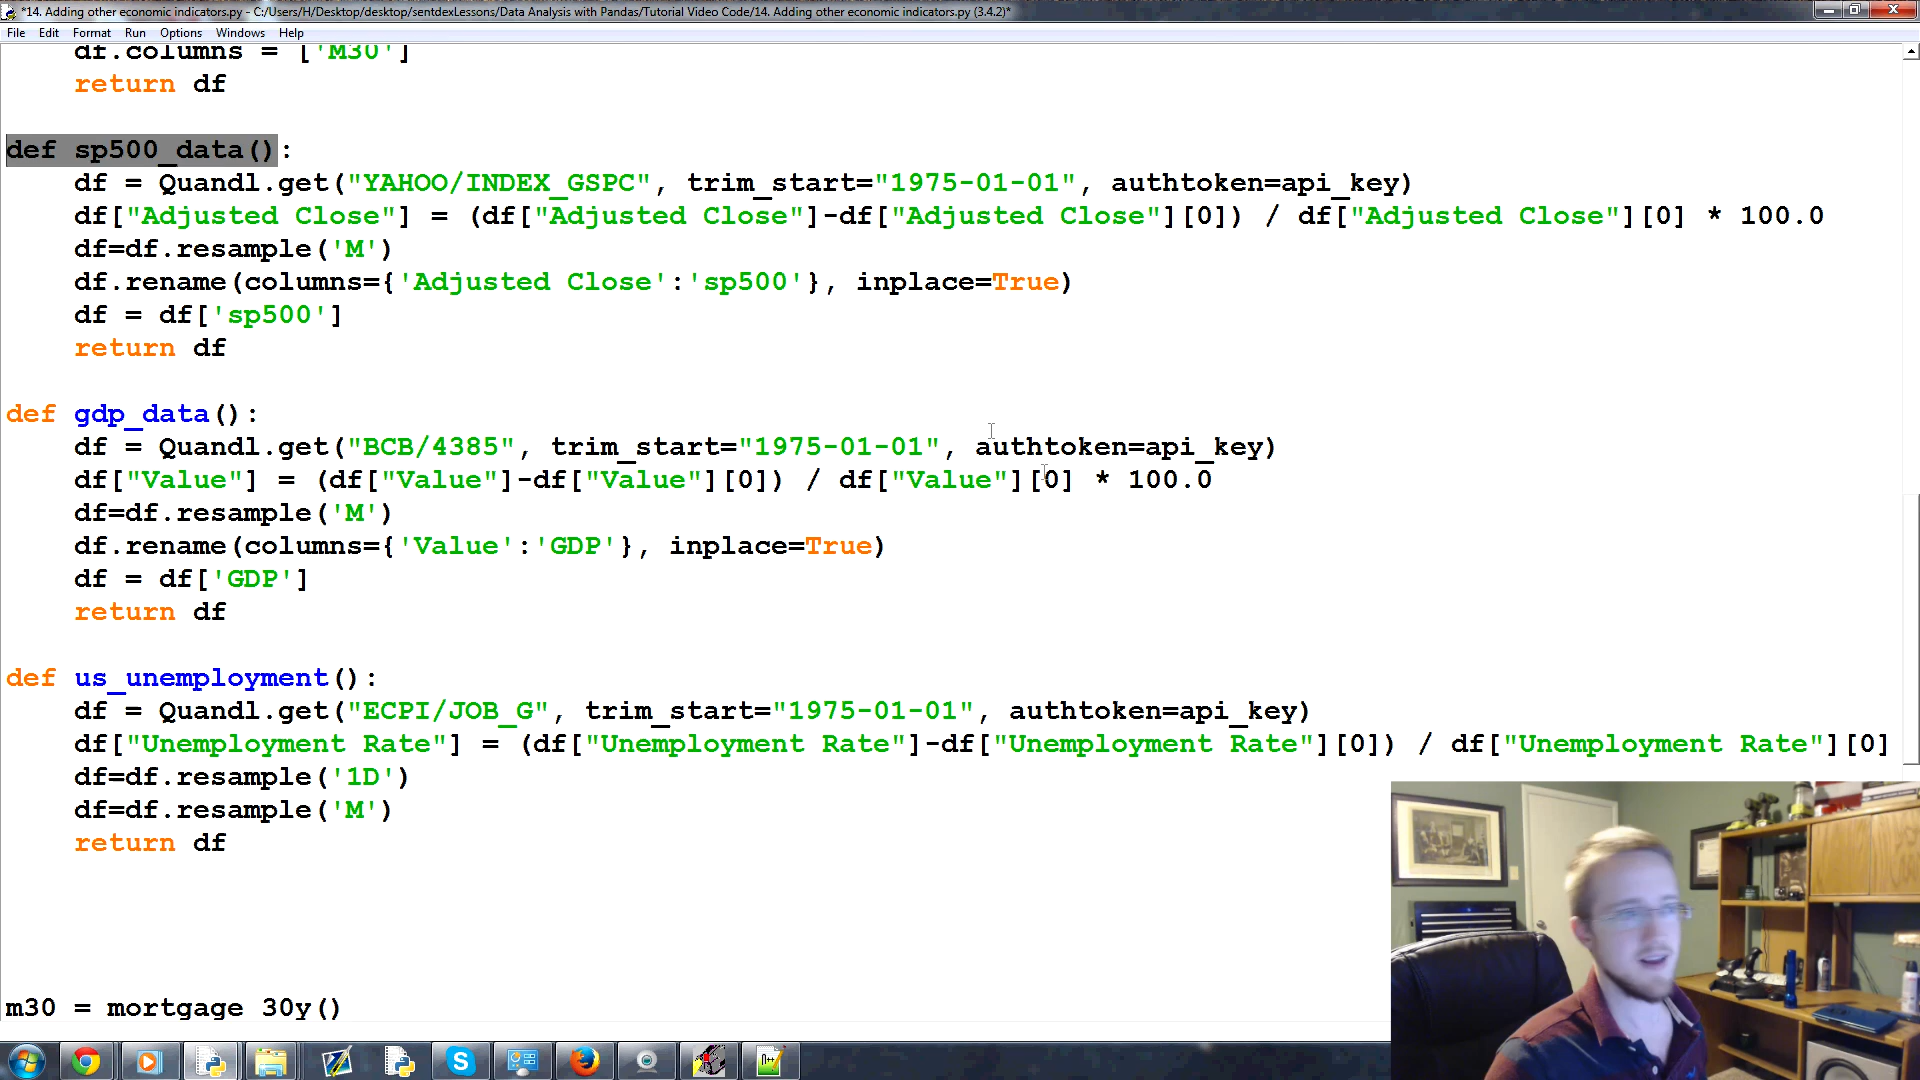 *14. Adding other economic indicators.py - C:/Users/H/Desktop/desktop/sentdexLessons/Data Analysis with Pandas/Tutorial Video Code/14. Adding other economic indicators.py (3.4.2)*
File Edit Format Run Options Windows Help
df.columns = ['M30']
return df
def sp500_data():
df = Quandl.get("YAHOO/INDEX_GSPC", trim_start="1975-01-01", authtoken=api_key)
df["Adjusted Close"] = (df["Adjusted Close"]-df["Adjusted Close"][0]) / df["Adjusted Close"][0] * 100.0
df=df.resample('M')
df.rename(columns={'Adjusted Close':'sp500'}, inplace=True)
df = df['sp500']
return df
def gdp_data():
df = Quandl.get("BCB/4385", trim_start="1975-01-01", authtoken=api_key)
df["Value"] = (df["Value"]-df["Value"][0]) / df["Value"][0] * 100.0
df=df.resample('M')
df.rename(columns={'Value':'GDP'}, inplace=True)
df = df['GDP']
return df
def us_unemployment():
df = Quandl.get("ECPI/JOB_G", trim_start="1975-01-01", authtoken=api_key)
df["Unemployment Rate"] = (df["Unemployment Rate"]-df["Unemployment Rate"][0]) / df["Unemployment Rate"][0]
df=df.resample('1D')
df=df.resample('M')
return df
m30 = mortgage_30y()